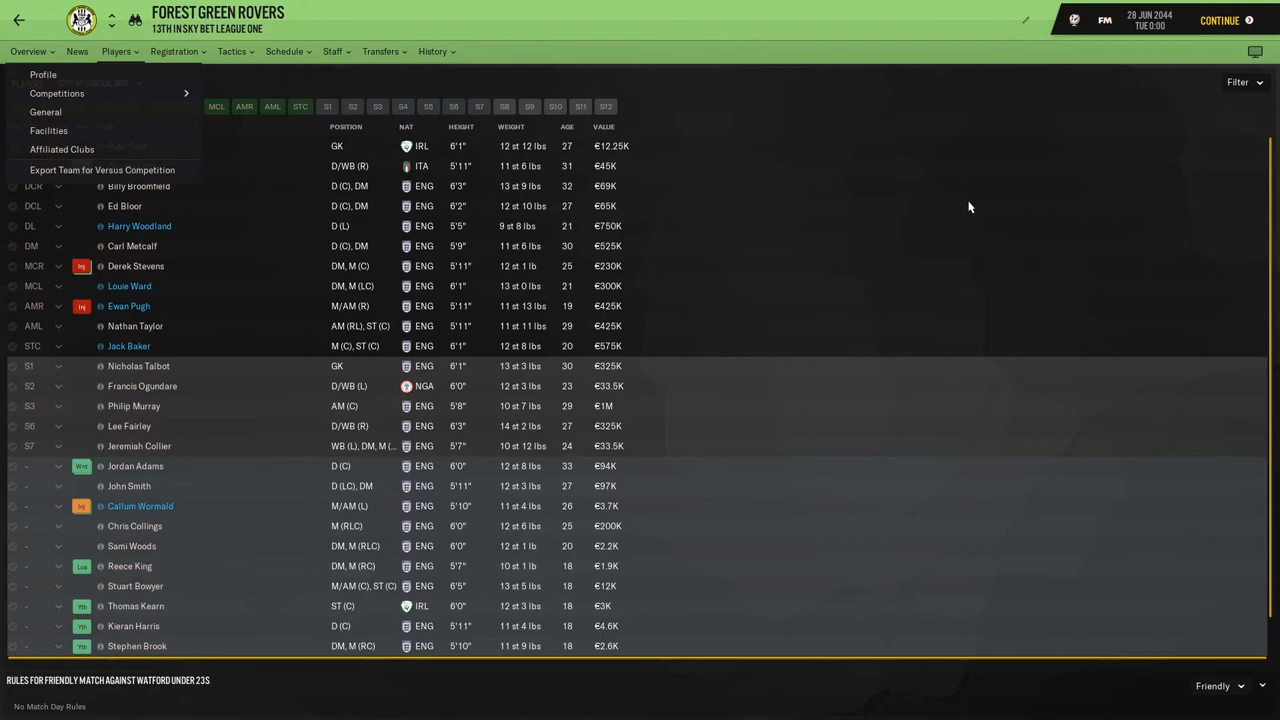 FOREST GREEN ROVERS
13TH IN SKY BET LEAGUE ONE
FM
28 JUN 2044
TUE 0:00
CONTINUE
Overview News Players Registration Tactics Schedule Staff Transfers History
Profile
Competitions
General
Facilities
Affiliated Clubs
Export Team for Versus Competition
Filter
MCL AMR AML STC S1 S2 S3 S4 S5 S6 S7 S8 S9 S10 S11 S12
POSITION NAT HEIGHT WEIGHT AGE VALUE
GK IRL 6'1" 12 st 12 lbs 27 €12.25K
D/WB (R) ITA 5'11" 11 st 6 lbs 31 €45K
DCR Billy Broomfield D (C), DM ENG 6'3" 13 st 9 lbs 32 €69K
DCL Ed Bloor D (C), DM ENG 6'2" 12 st 10 lbs 27 €65K
DL Harry Woodland D (L) ENG 5'5" 9 st 8 lbs 21 €750K
DM Carl Metcalf D (C), DM ENG 5'9" 11 st 6 lbs 30 €525K
MCR Inj Derek Stevens DM, M (C) ENG 5'11" 12 st 1 lb 25 €230K
MCL Louie Ward DM, M (LC) ENG 6'1" 13 st 0 lbs 21 €300K
AMR Inj Ewan Pugh M/AM (R) ENG 5'11" 11 st 13 lbs 19 €425K
AML Nathan Taylor AM (RL), ST (C) ENG 5'11" 11 st 11 lbs 29 €425K
STC Jack Baker M (C), ST (C) ENG 6'1" 12 st 8 lbs 20 €575K
S1 Nicholas Talbot GK ENG 6'1" 13 st 3 lbs 30 €325K
S2 Francis Ogundare D/WB (L) NGA 6'0" 12 st 3 lbs 23 €33.5K
S3 Philip Murray AM (C) ENG 5'8" 10 st 7 lbs 29 €1M
S6 Lee Fairley D/WB (R) ENG 6'3" 14 st 2 lbs 27 €325K
S7 Jeremiah Collier WB (L), DM, M (... ENG 5'7" 10 st 12 lbs 24 €33.5K
- Wnt Jordan Adams D (C) ENG 6'0" 12 st 8 lbs 33 €94K
- John Smith D (LC), DM ENG 5'11" 12 st 3 lbs 27 €97K
- Inj Callum Wormald M/AM (L) ENG 5'10" 11 st 4 lbs 26 €3.7K
- Chris Collings M (RLC) ENG 6'0" 12 st 6 lbs 25 €200K
- Sami Woods DM, M (RLC) ENG 6'0" 12 st 1 lb 20 €2.2K
- Loa Reece King DM, M (RC) ENG 5'7" 10 st 1 lb 18 €1.9K
- Stuart Bowyer M/AM (C), ST (C) ENG 6'5" 13 st 5 lbs 18 €12K
- Yth Thomas Kearn ST (C) IRL 6'0" 12 st 3 lbs 18 €3K
- Yth Kieran Harris D (C) ENG 5'11" 11 st 4 lbs 18 €4.6K
- Yth Stephen Brook DM, M (RC) ENG 5'10" 11 st 9 lbs 18 €2.6K
RULES FOR FRIENDLY MATCH AGAINST WATFORD UNDER 23S
Friendly
No Match Day Rules